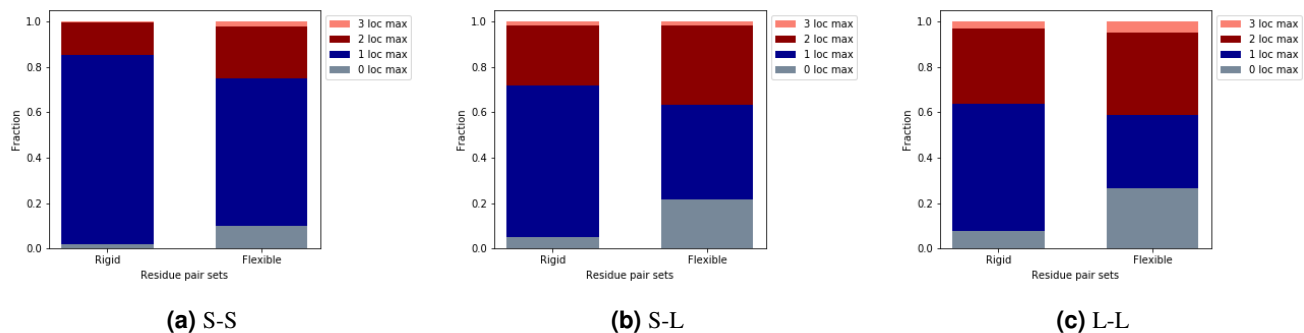 1.0
0.8
0.6
0.4
0.2
0.0
Fraction
Rigid
Flexible
Residue pair sets
3 loc max
2 loc max
1 loc max
0 loc max
(a) S-S
1.0
0.8
0.6
0.4
0.2
0.0
Fraction
Rigid
Flexible
Residue pair sets
3 loc max
2 loc max
1 loc max
0 loc max
(b) S-L
1.0
0.8
0.6
0.4
0.2
0.0
Fraction
Rigid
Flexible
Residue pair sets
3 loc max
2 loc max
1 loc max
0 loc max
(c) L-L